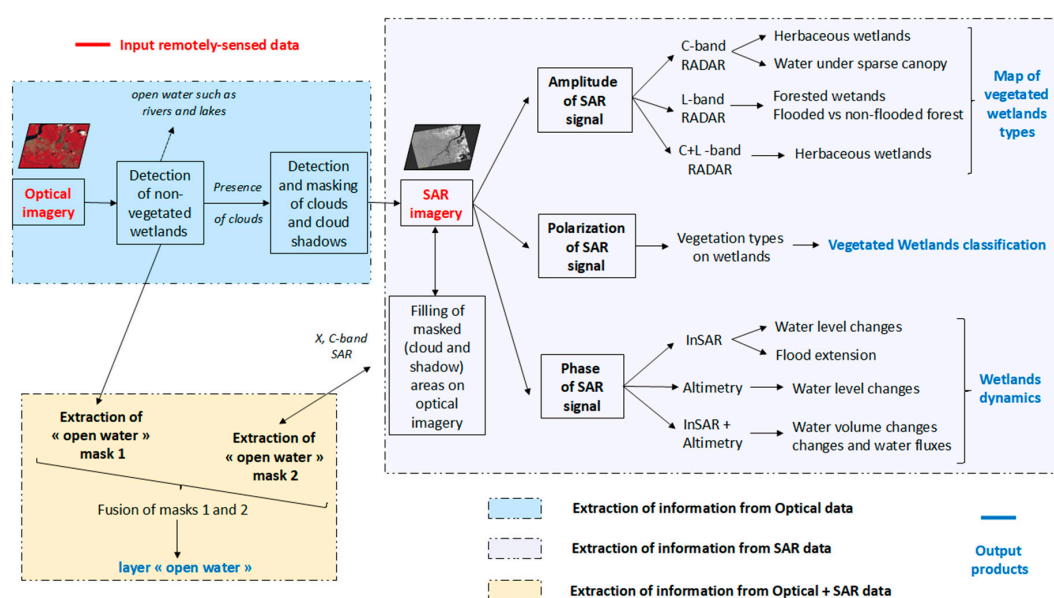 Input remotely-sensed data
open water such as
rivers and lakes
Optical
imagery
Detection
of non-
vegetated
wetlands
Presence
of clouds
Detection
and masking
of clouds
and cloud
shadows
SAR
imagery
Filling of
masked
(cloud and
shadow)
areas on
optical
imagery
X, C-band
SAR
Amplitude
of SAR
signal
C-band
RADAR
Herbaceous wetlands
Water under sparse canopy
L-band
RADAR
Forested wetands
Flooded vs non-flooded forest
C+L -band
RADAR
Herbaceous wetlands
Map of
vegetated
wetlands
types
Polarization
of SAR
signal
Vegetation types
on wetlands
Vegetated Wetlands classification
Phase
of SAR
signal
InSAR
Water level changes
Flood extension
Altimetry
Water level changes
InSAR +
Altimetry
Water volume changes
changes and water fluxes
Wetlands
dynamics
Extraction of
« open water »
mask 1
Extraction of
« open water »
mask 2
Fusion of masks 1 and 2
layer « open water »
Extraction of information from Optical data
Extraction of information from SAR data
Extraction of information from Optical + SAR data
Output
products